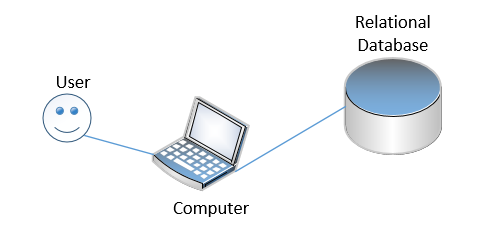 Relational
Database
User
Computer